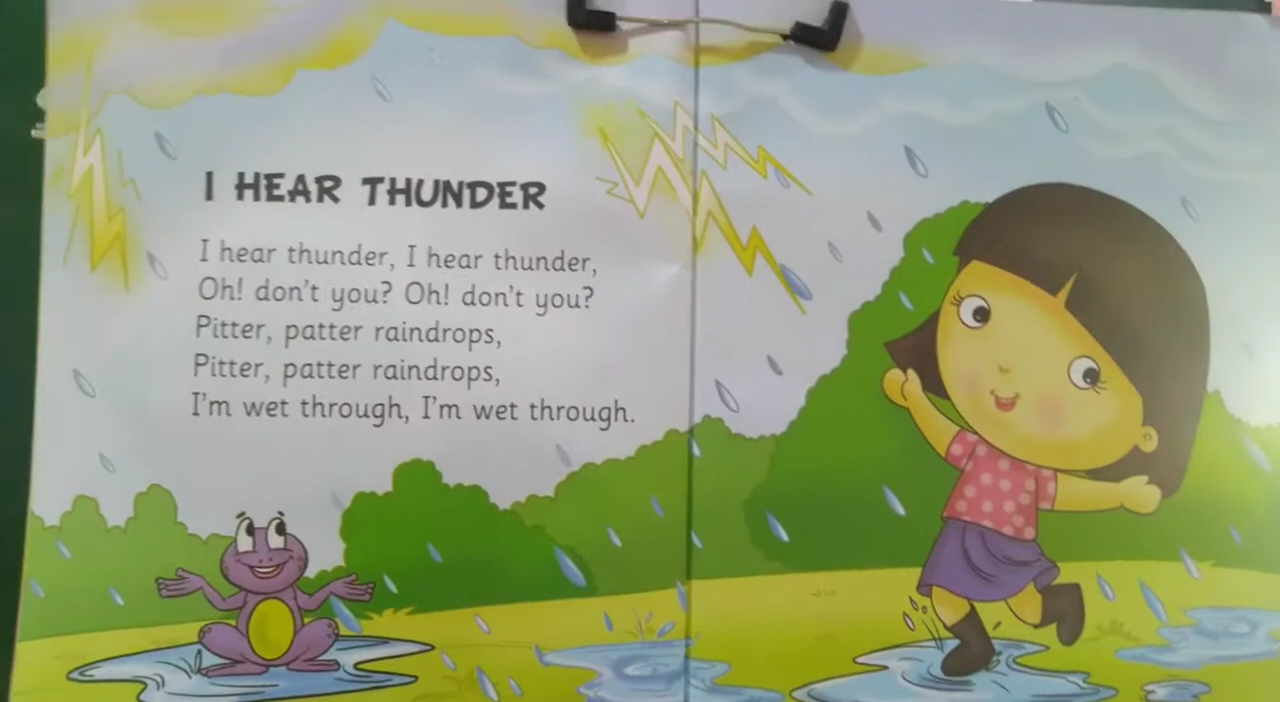 I HEAR THUNDER
I hear thunder, I hear thunder,
Oh! don't you? Oh! don't you?
Pitter, patter raindrops,
Pitter, patter raindrops,
I'm wet through, I'm wet through.